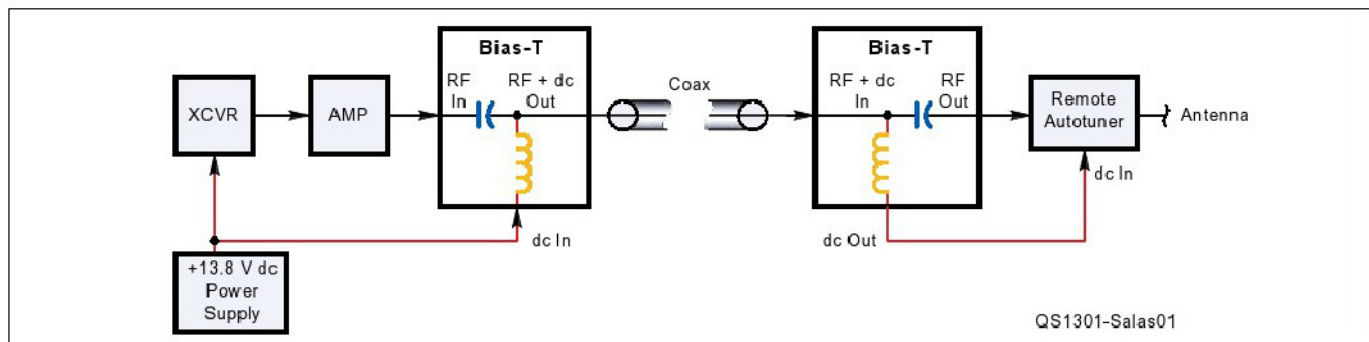 Bias-T
RF
In
RF + dc
Out
XCVR
AMP
dc In
+13.8 V dc
Power
Supply
Coax
Bias-T
RF + dc
In
RF
Out
dc Out
Remote
Autotuner
dc In
Antenna
QS1301-Salas01